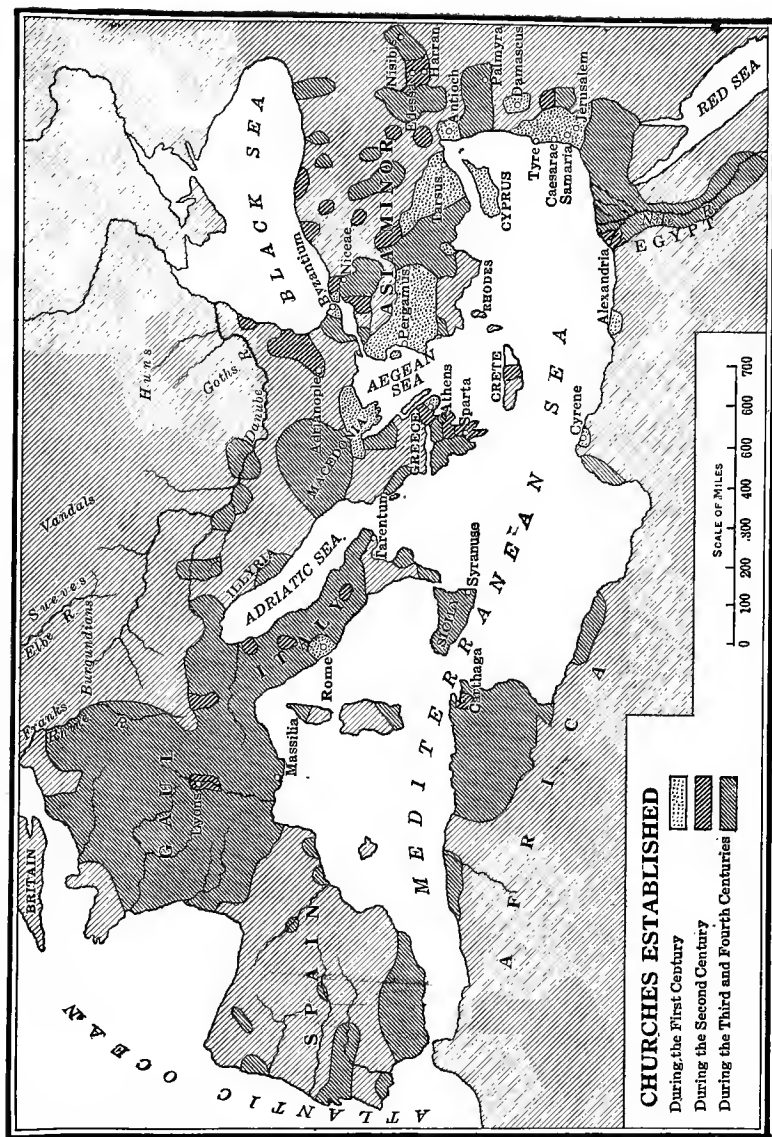 BRITAIN
ATLANTIC OCEAN
Franks
Rhine R.
Elbe R.
Sueves
Burgundians
Vandals
Huns
Goths
Danube R.
GAUL
Lyons
SPAIN
Massilia
ITALY
Rome
ADRIATIC SEA
ILLYRIA
Tarentum
SICILY
Syranuse
MACEDONIA
Adrianople
GREECE
Athens
Sparta
AEGEAN SEA
CRETE
RHODES
BLACK SEA
Byzantium
Niceae
ASIA MINOR
Pergamus
Tarsus
CYPRUS
Nisibis
Edessa
Harran
Antioch
Palmyra
Damascus
Tyre
Caesarae
Samaria
Jerusalem
RED SEA
NILE R.
EGYPT
Alexandria
Cyrene
MEDITERRANEAN SEA
Carthaga
AFRICA
CHURCHES ESTABLISHED
During the First Century
During the Second Century
During the Third and Fourth Centuries
SCALE OF MILES
0 100 200 300 400 500 600 700